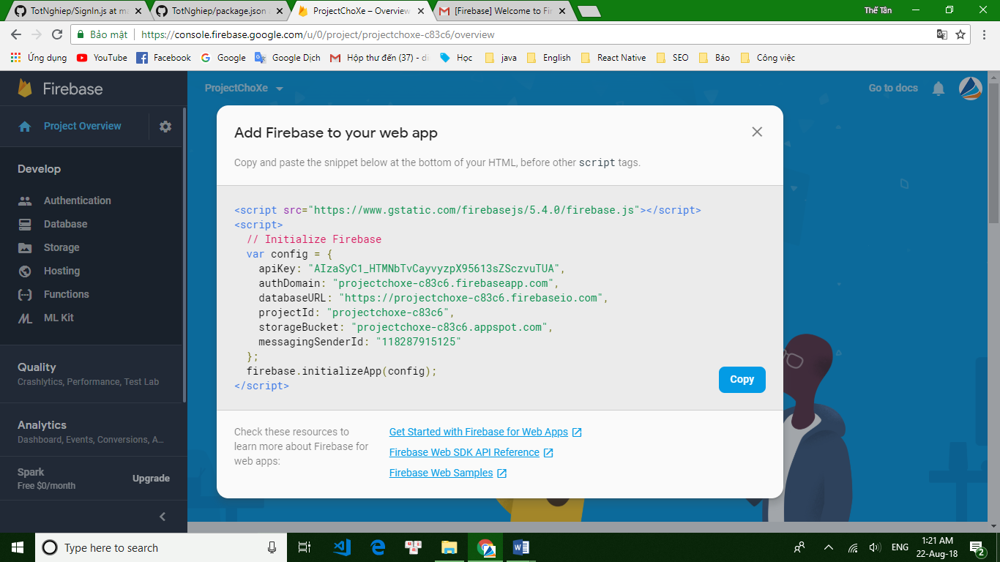 TotNghiep/SignIn.js at ma
TotNghiep/package.json
ProjectChoXe – Overview
[Firebase] Welcome to Fir
Thế Tân
Bảo mật
https://console.firebase.google.com/u/0/project/projectchoxe-c83c6/overview
Ứng dụng YouTube Facebook Google Google Dịch Hộp thư đến (37) - di Học java English React Native SEO Báo Công việc
Firebase
ProjectChoXe
Go to docs
Project Overview
Develop
Authentication
Database
Storage
Hosting
Functions
ML Kit
Quality
Crashlytics, Performance, Test Lab
Analytics
Dashboard, Events, Conversions, A...
Spark
Free $0/month
Upgrade
Add Firebase to your web app
Copy and paste the snippet below at the bottom of your HTML, before other script tags.
<script src="https://www.gstatic.com/firebasejs/5.4.0/firebase.js"></script>
<script>
// Initialize Firebase
var config = {
apiKey: "AIzaSyC1_HTMNbTvCayvyzpX95613sZSczvuTUA",
authDomain: "projectchoxe-c83c6.firebaseapp.com",
databaseURL: "https://projectchoxe-c83c6.firebaseio.com",
projectId: "projectchoxe-c83c6",
storageBucket: "projectchoxe-c83c6.appspot.com",
messagingSenderId: "118287915125"
};
firebase.initializeApp(config);
</script>
Copy
Check these resources to
learn more about Firebase for
web apps:
Get Started with Firebase for Web Apps
Firebase Web SDK API Reference
Firebase Web Samples
Type here to search
ENG
1:21 AM
22-Aug-18
2